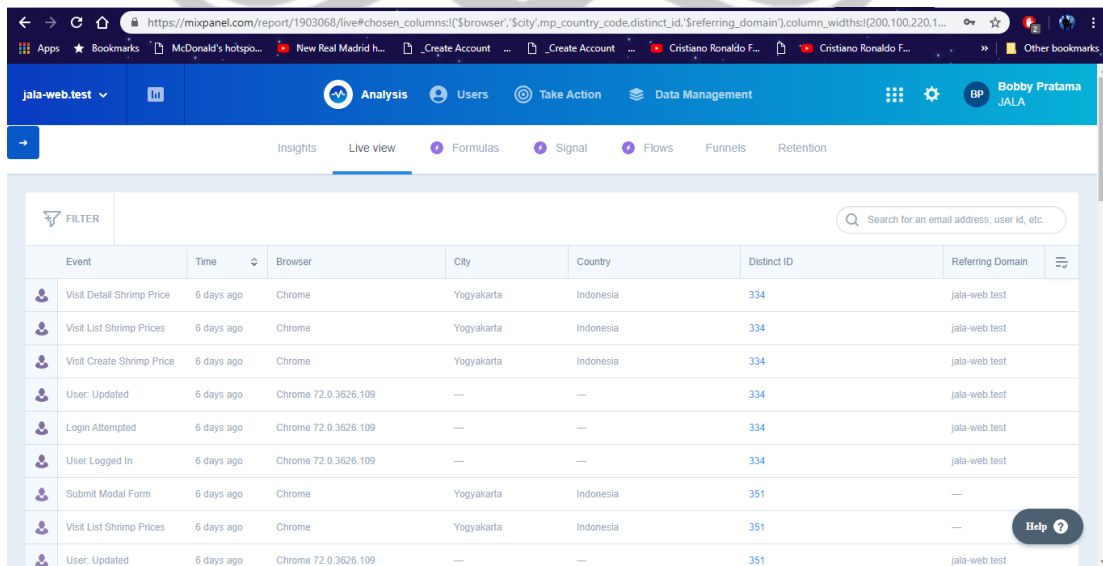 https://mixpanel.com/report/1903068/live#chosen_columns:!('$browser','$city',mp_country_code,distinct_id,'$referring_domain'),column_widths:!(200,100,220,1...
Apps Bookmarks McDonald's hotspo... New Real Madrid h... _Create Account ... _Create Account ... Cristiano Ronaldo F... Cristiano Ronaldo F... » Other bookmarks
jala-web.test Analysis Users Take Action Data Management BP Bobby Pratama
JALA
Insights Live view Formulas Signal Flows Funnels Retention
FILTER Search for an email address, user id, etc.
Event Time Browser City Country Distinct ID Referring Domain
Visit Detail Shrimp Price 6 days ago Chrome Yogyakarta Indonesia 334 jala-web.test
Visit List Shrimp Prices 6 days ago Chrome Yogyakarta Indonesia 334 jala-web.test
Visit Create Shrimp Price 6 days ago Chrome Yogyakarta Indonesia 334 jala-web.test
User: Updated 6 days ago Chrome 72.0.3626.109 — — 334 jala-web.test
Login Attempted 6 days ago Chrome 72.0.3626.109 — — 334 jala-web.test
User Logged In 6 days ago Chrome 72.0.3626.109 — — 334 jala-web.test
Submit Modal Form 6 days ago Chrome Yogyakarta Indonesia 351 —
Visit List Shrimp Prices 6 days ago Chrome Yogyakarta Indonesia 351 —
Help ?
User: Updated 6 days ago Chrome 72.0.3626.109 — — 351 jala-web.test